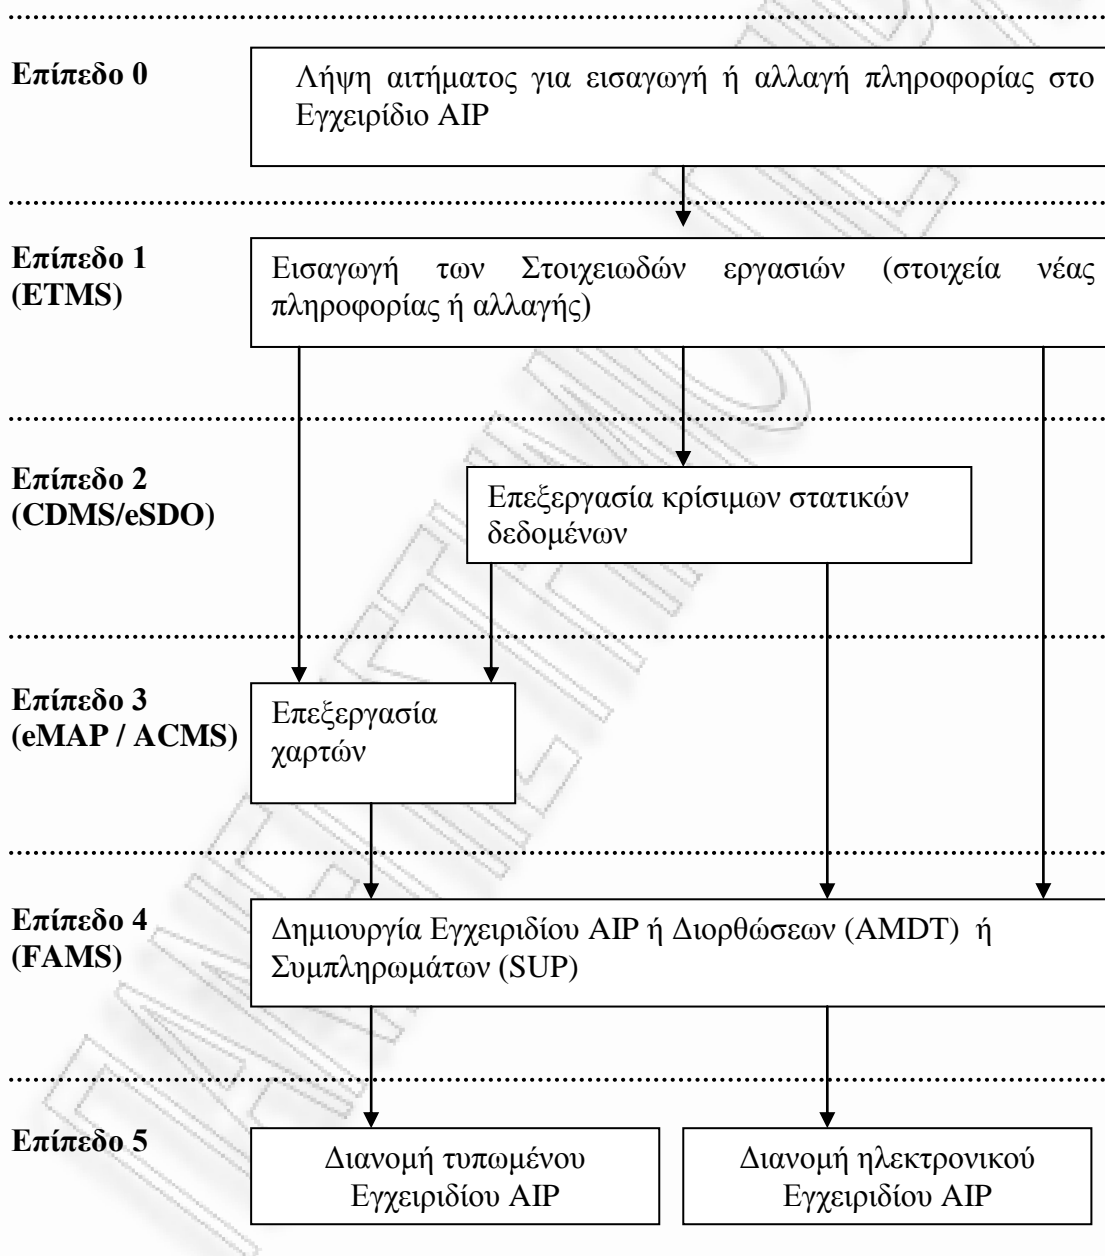 Επίπεδο 0
Λήψη αιτήματος για εισαγωγή ή αλλαγή πληροφορίας στο
Εγχειρίδιο AIP
Επίπεδο 1
(ETMS)
Εισαγωγή των Στοιχειωδών εργασιών (στοιχεία νέας
πληροφορίας ή αλλαγής)
Επίπεδο 2
(CDMS/eSDO)
Επεξεργασία κρίσιμων στατικών
δεδομένων
Επίπεδο 3
(eMAP / ACMS)
Επεξεργασία
χαρτών
Επίπεδο 4
(FAMS)
Δημιουργία Εγχειριδίου AIP ή Διορθώσεων (AMDT) ή
Συμπληρωμάτων (SUP)
Επίπεδο 5
Διανομή τυπωμένου
Εγχειριδίου AIP
Διανομή ηλεκτρονικού
Εγχειριδίου AIP